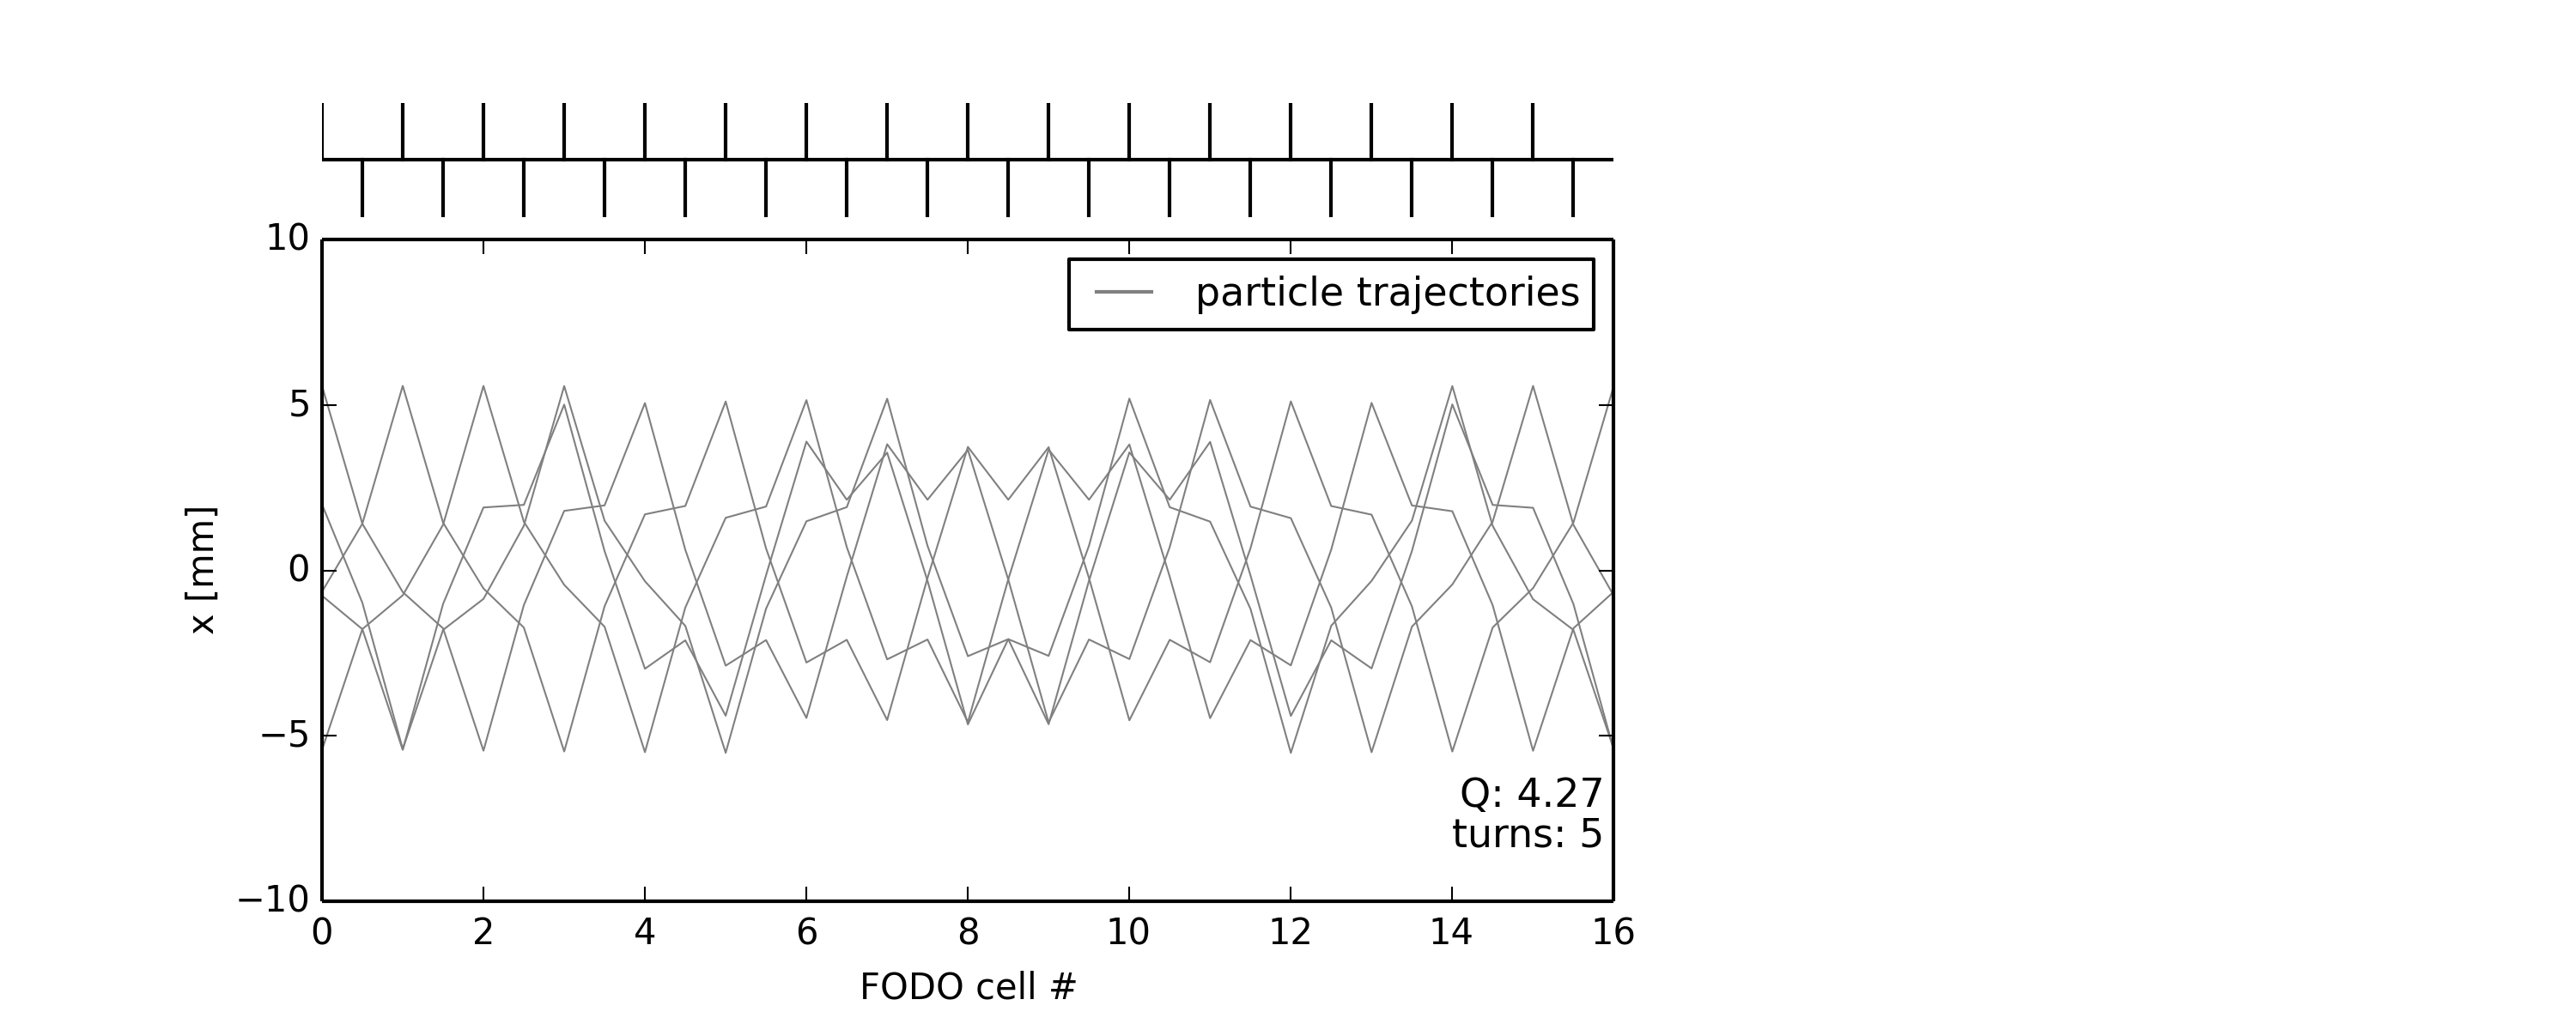 10
particle trajectories
5
0
−5
−10
x [mm]
Q: 4.27
turns: 5
0 2 4 6 8 10 12 14 16
FODO cell #